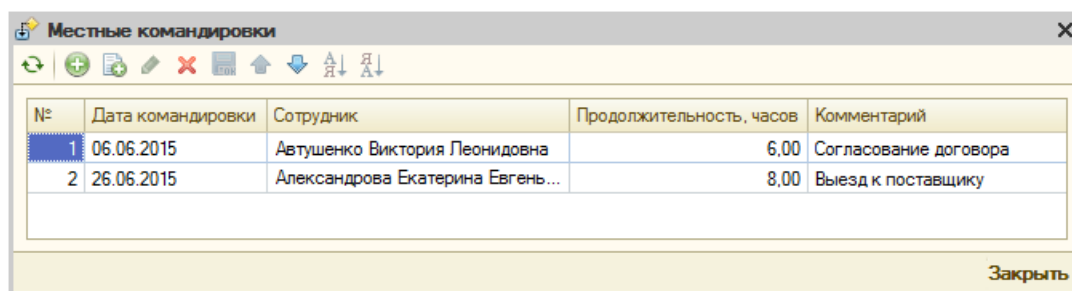 Местные командировки
№ Дата командировки Сотрудник Продолжительность, часов Комментарий
1 06.06.2015 Автушенко Виктория Леонидовна 6,00 Согласование договора
2 26.06.2015 Александрова Екатерина Евгень... 8,00 Выезд к поставщику
Закрыть